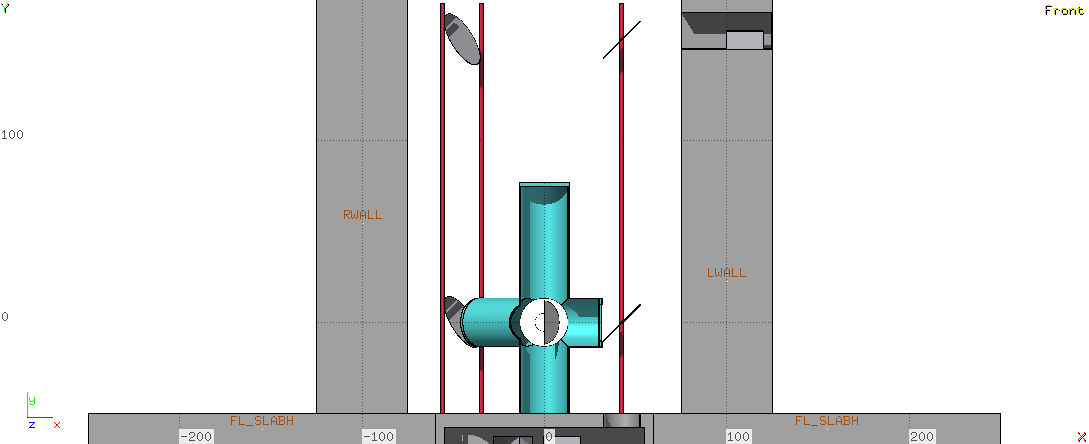 Y
Front
100
RWALL
LWALL
0
y
z x
FL_SLABH
FL_SLABH
-200
-100
0
100
200
X